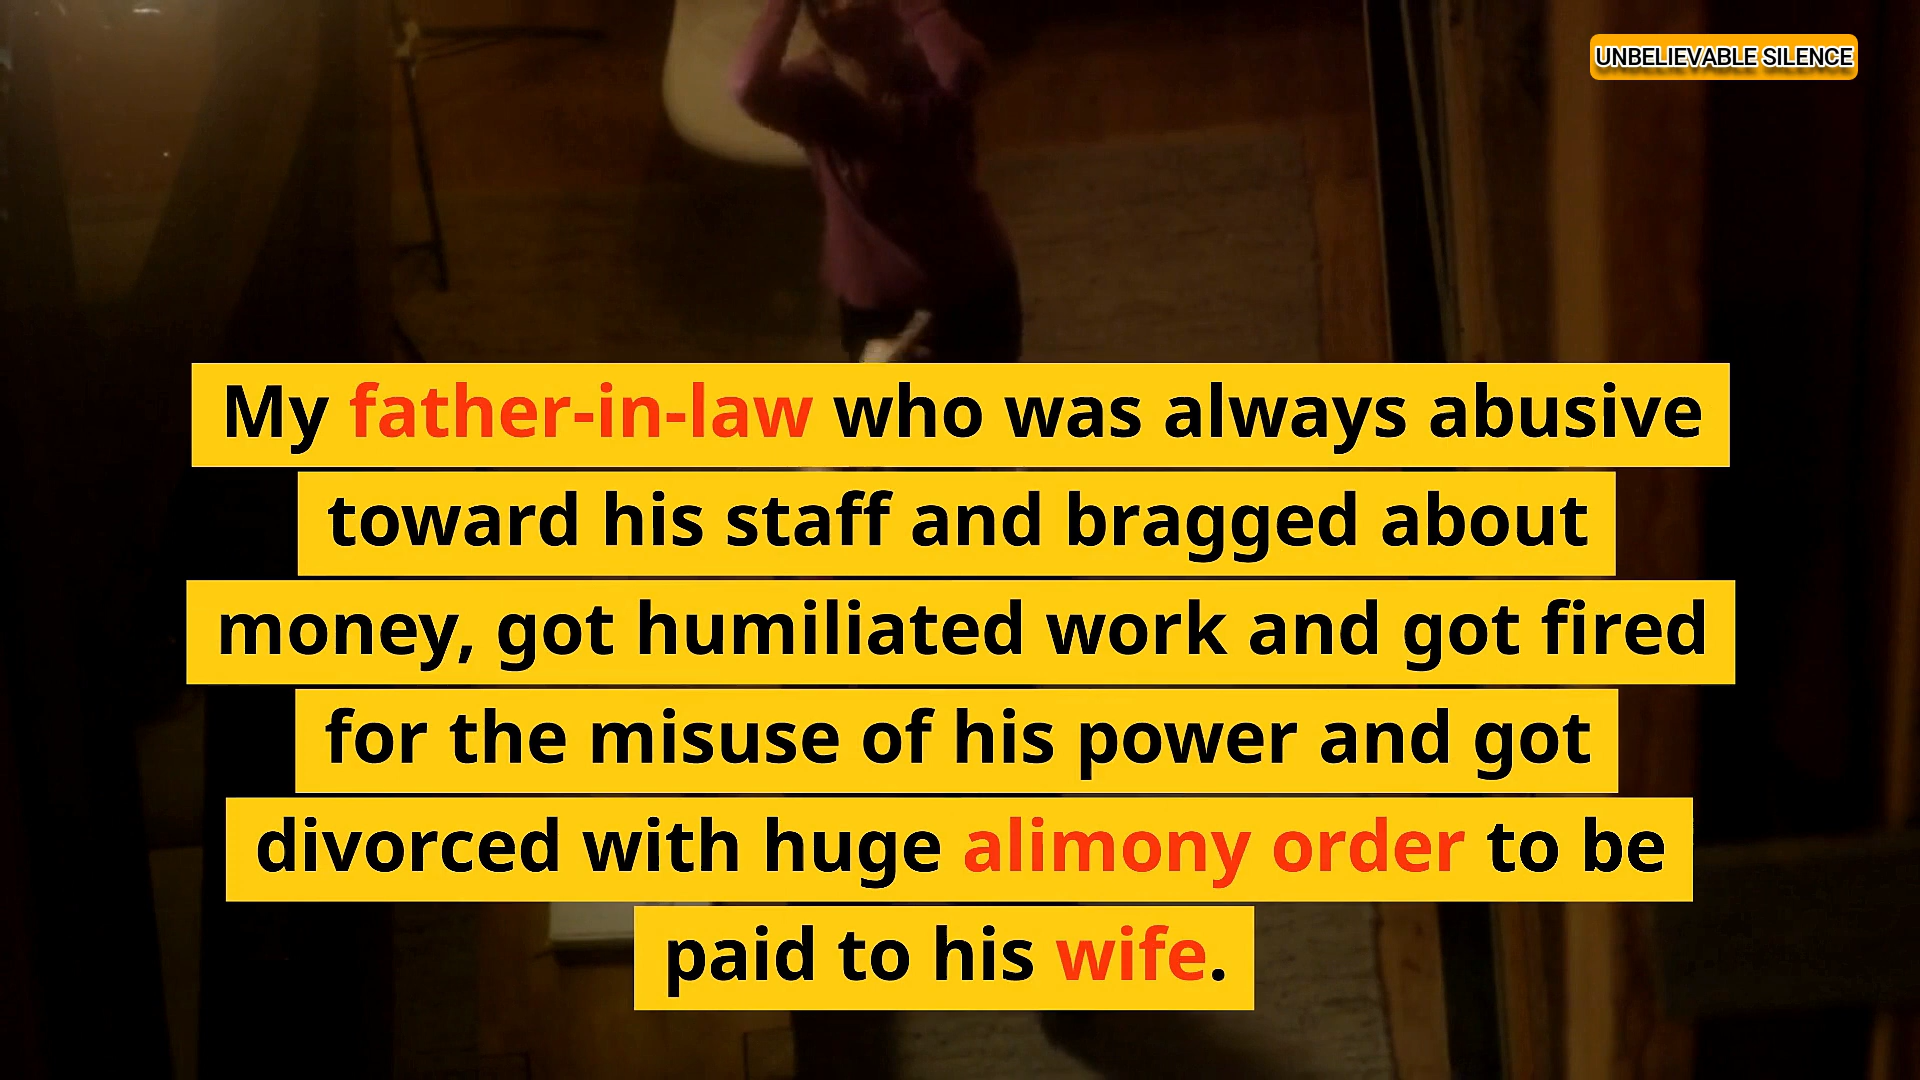 UNBELIEVABLE SILENCE
My father-in-law who was always abusive
toward his staff and bragged about
money, got humiliated work and got fired
for the misuse of his power and got
divorced with huge alimony order to be
paid to his wife.